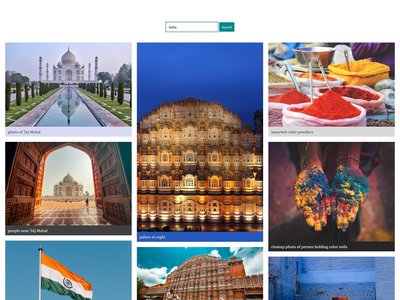 India
Search
photo of Taj Mahal
assorted-color powders
people near Taj Mahal
palace at night
closeup photo of person holding color soils